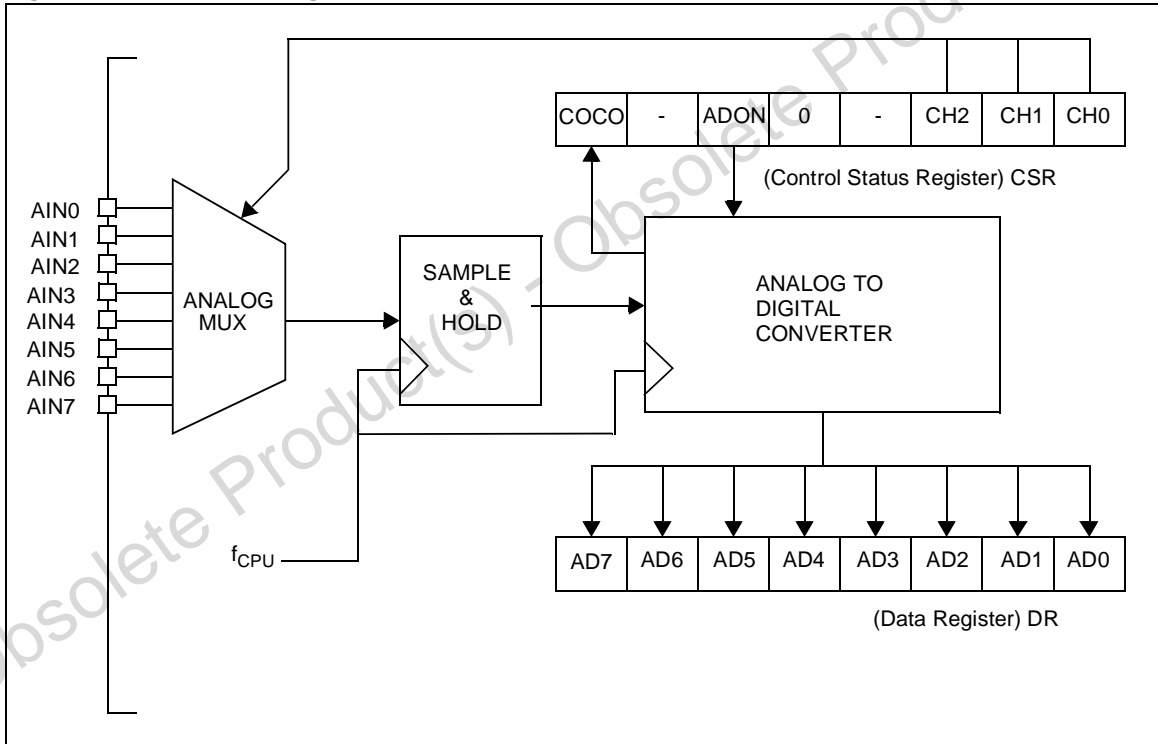 COCO - ADON 0 - CH2 CH1 CH0
(Control Status Register) CSR
AIN0
AIN1
AIN2
AIN3
AIN4
AIN5
AIN6
AIN7
ANALOG
MUX
SAMPLE
&
HOLD
ANALOG TO
DIGITAL
CONVERTER
fCPU
AD7 AD6 AD5 AD4 AD3 AD2 AD1 AD0
(Data Register) DR
Obsolete Product(s) - Obsolete Prod